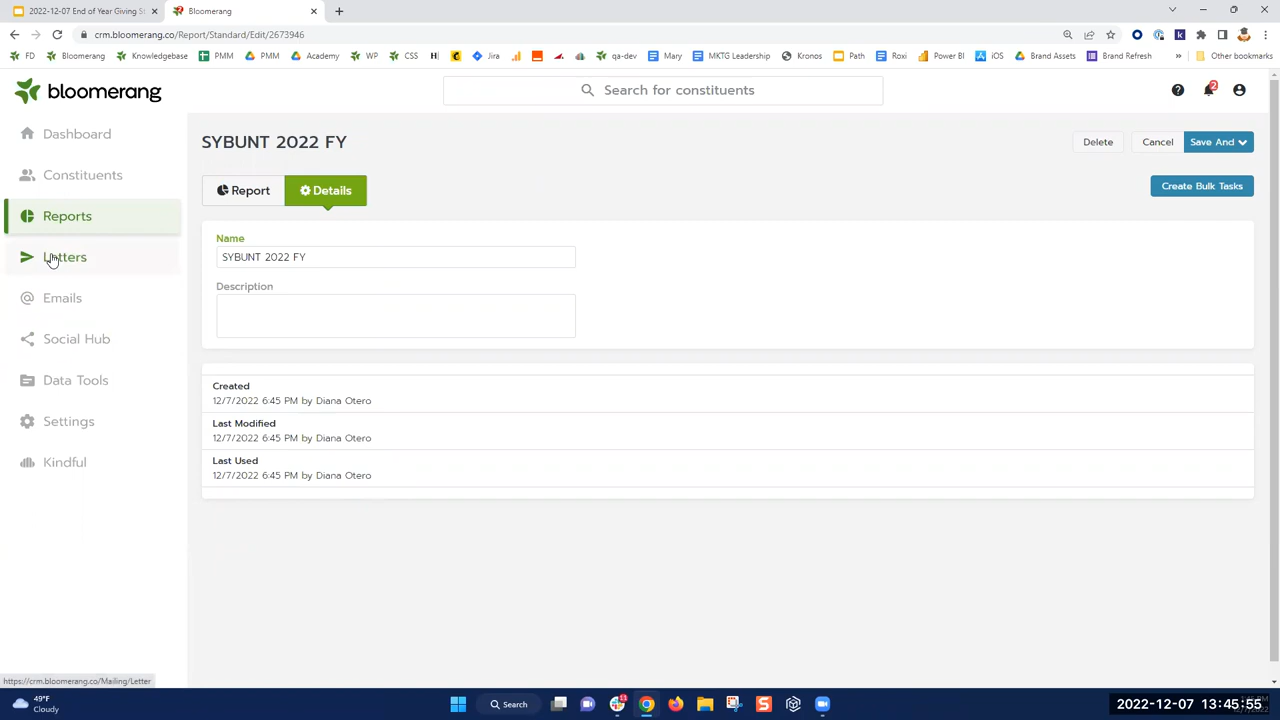 2022-12-07 End of Year Giving St
Bloomerang
crm.bloomerang.co/Report/Standard/Edit/2673946
FD
Bloomerang
Knowledgebase
PMM
PMM
Academy
WP
CSS
qa-dev
Mary
MKTG Leadership
Kronos
Path
Roxi
Power BI
iOS
Brand Assets
Brand Refresh
»
Other bookmarks
bloomerang
Search for constituents
2
Dashboard
Constituents
Reports
Letters
Emails
Social Hub
Data Tools
Settings
Kindful
SYBUNT 2022 FY
Delete
Cancel
Save And
Report
Details
Create Bulk Tasks
Name
SYBUNT 2022 FY
Description
Created
12/7/2022 6:45 PM by Diana Otero
Last Modified
12/7/2022 6:45 PM by Diana Otero
Last Used
12/7/2022 6:45 PM by Diana Otero
https://crm.bloomerang.co/Mailing/Letter
49°F
Cloudy
Search
2022-12-07 13:45:55